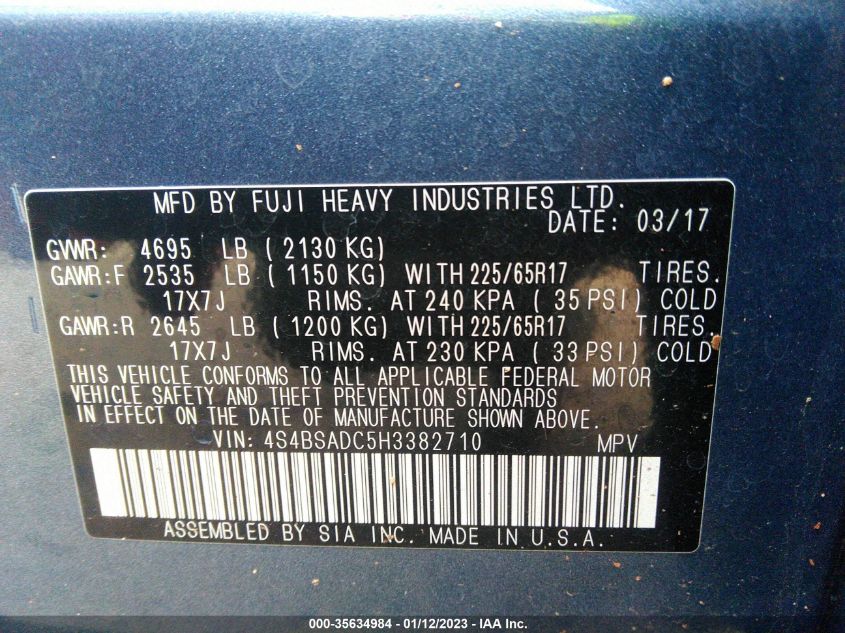 MFD BY FUJI HEAVY INDUSTRIES LTD.
DATE: 03/17
GVWR: 4695 LB ( 2130 KG)
GAWR:F 2535 LB ( 1150 KG) WITH 225/65R17 TIRES.
17X7J RIMS. AT 240 KPA ( 35 PSI) COLD
GAWR:R 2645 LB ( 1200 KG) WITH 225/65R17 TIRES.
17X7J RIMS. AT 230 KPA ( 33 PSI) COLD
THIS VEHICLE CONFORMS TO ALL APPLICABLE FEDERAL MOTOR
VEHICLE SAFETY AND THEFT PREVENTION STANDARDS
IN EFFECT ON THE DATE OF MANUFACTURE SHOWN ABOVE.
VIN: 4S4BSADC5H3382710 MPV
ASSEMBLED BY SIA INC. MADE IN U.S.A.
000-35634984 - 01/12/2023 - IAA Inc.